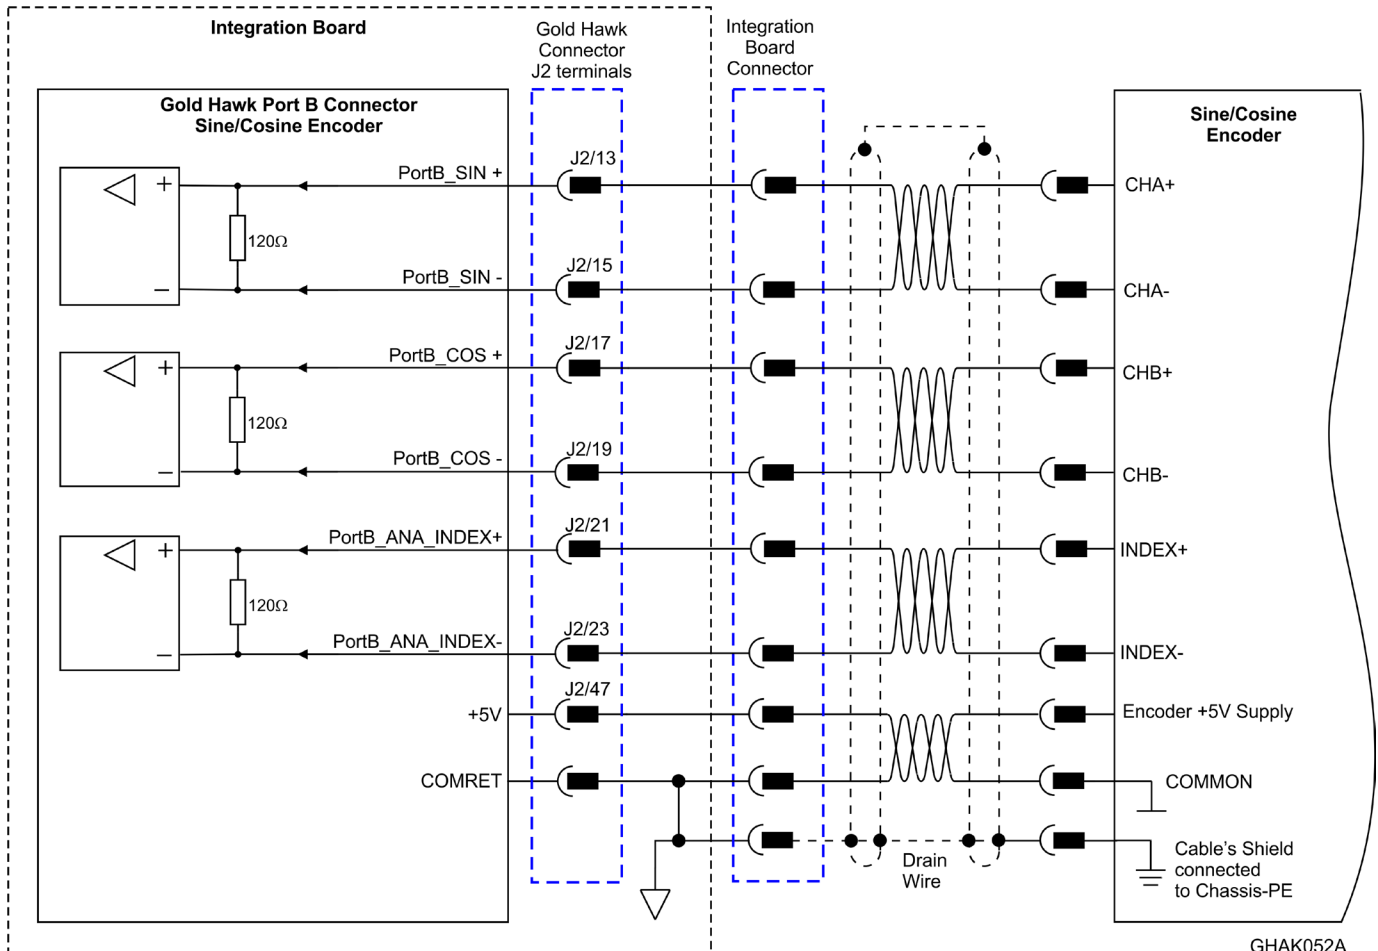 Integration Board
Gold Hawk
Connector
J2 terminals
Integration
Board
Connector
Gold Hawk Port B Connector
Sine/Cosine Encoder
Sine/Cosine
Encoder
PortB_SIN +
J2/13
CHA+
+
120Ω
PortB_SIN -
J2/15
CHA-
−
PortB_COS +
J2/17
CHB+
+
120Ω
PortB_COS -
J2/19
CHB-
−
PortB_ANA_INDEX+
J2/21
INDEX+
+
120Ω
PortB_ANA_INDEX-
J2/23
INDEX-
−
+5V
J2/47
Encoder +5V Supply
COMRET
COMMON
Drain
Wire
Cable's Shield
connected
to Chassis-PE
GHAK052A